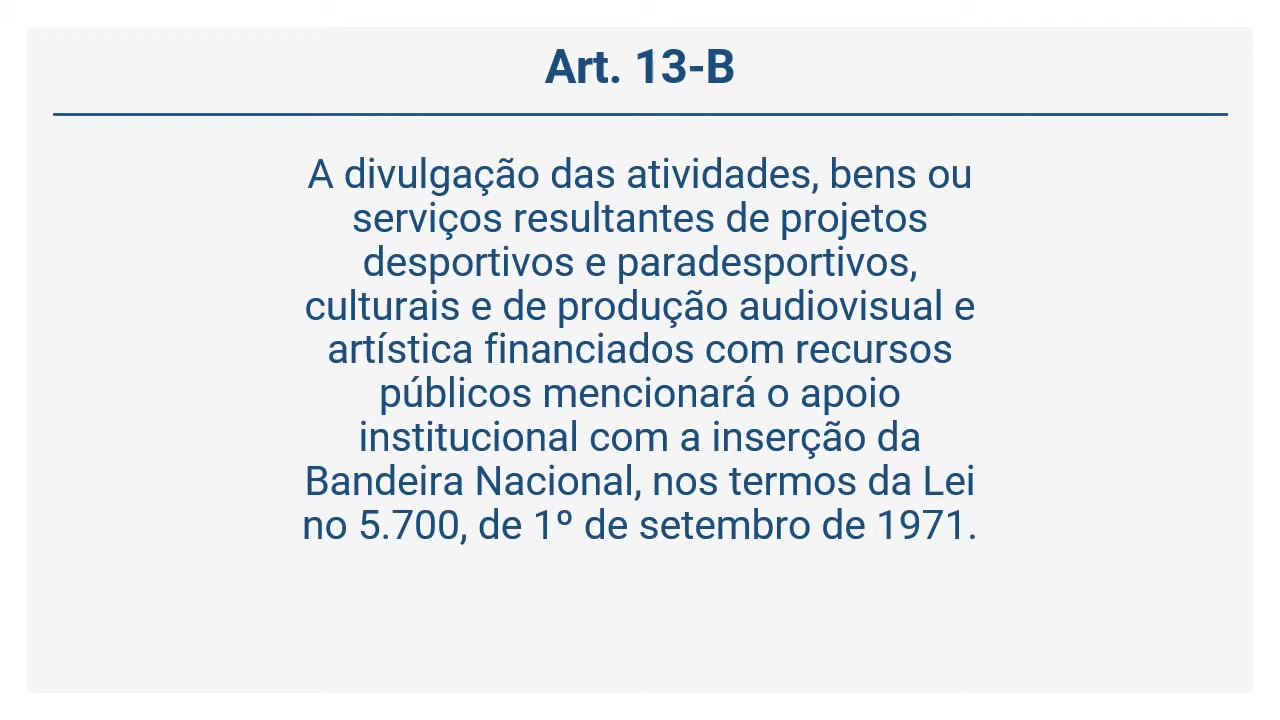 Art. 13-B
A divulgação das atividades, bens ou
serviços resultantes de projetos
desportivos e paradesportivos,
culturais e de produção audiovisual e
artística financiados com recursos
públicos mencionará o apoio
institucional com a inserção da
Bandeira Nacional, nos termos da Lei
no 5.700, de 1º de setembro de 1971.